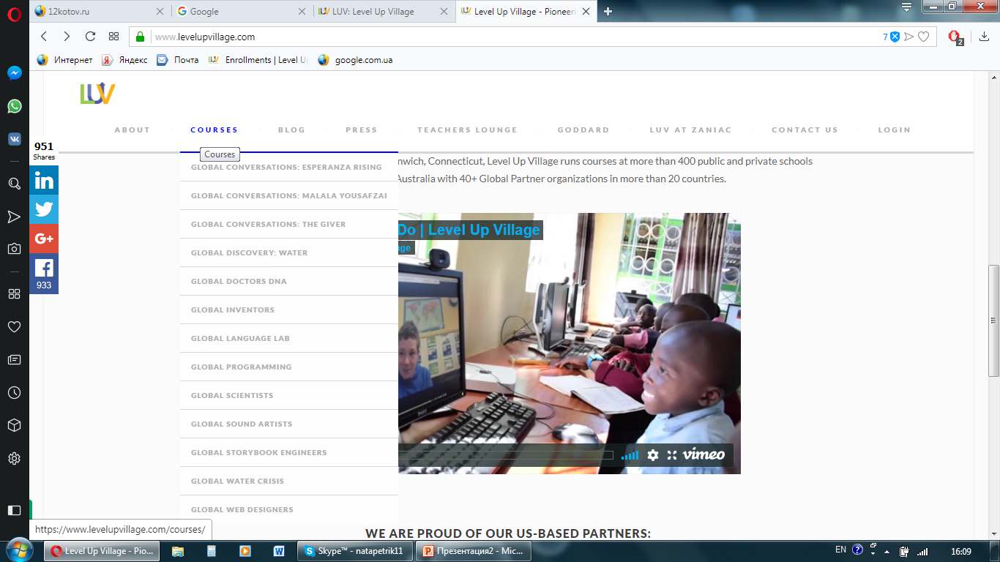 12kotov.ru
Google
LUV: Level Up Village
Level Up Village - Pioneeri
www.levelupvillage.com
7
2
Интернет
Яндекс
Почта
Enrollments | Level U
google.com.ua
LUV
ABOUT
COURSES
BLOG
PRESS
TEACHERS LOUNGE
GODDARD
LUV AT ZANIAC
CONTACT US
LOGIN
951
Shares
933
Courses
nwich, Connecticut, Level Up Village runs courses at more than 400 public and private schools
Australia with 40+ Global Partner organizations in more than 20 countries.
GLOBAL CONVERSATIONS: ESPERANZA RISING
GLOBAL CONVERSATIONS: MALALA YOUSAFZAI
GLOBAL CONVERSATIONS: THE GIVER
GLOBAL DISCOVERY: WATER
GLOBAL DOCTORS DNA
GLOBAL INVENTORS
GLOBAL LANGUAGE LAB
GLOBAL PROGRAMMING
GLOBAL SCIENTISTS
GLOBAL SOUND ARTISTS
GLOBAL STORYBOOK ENGINEERS
GLOBAL WATER CRISIS
GLOBAL WEB DESIGNERS
Do | Level Up Village
age
vimeo
https://www.levelupvillage.com/courses/
WE ARE PROUD OF OUR US-BASED PARTNERS:
Level Up Village - Pio...
Skype™ - natapetrik11
Презентация2 - Mic...
EN
16:09